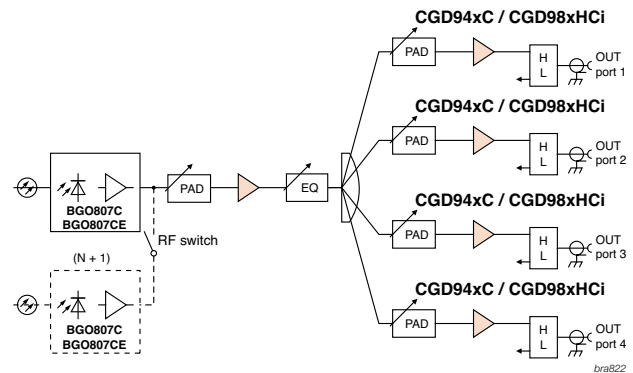 CGD94xC / CGD98xHCi
PAD
H
L
OUT
port 1
CGD94xC / CGD98xHCi
PAD
H
L
OUT
port 2
BGO807C
BGO807CE
PAD
EQ
RF switch
(N + 1)
BGO807C
BGO807CE
CGD94xC / CGD98xHCi
PAD
H
L
OUT
port 3
CGD94xC / CGD98xHCi
PAD
H
L
OUT
port 4
bra822